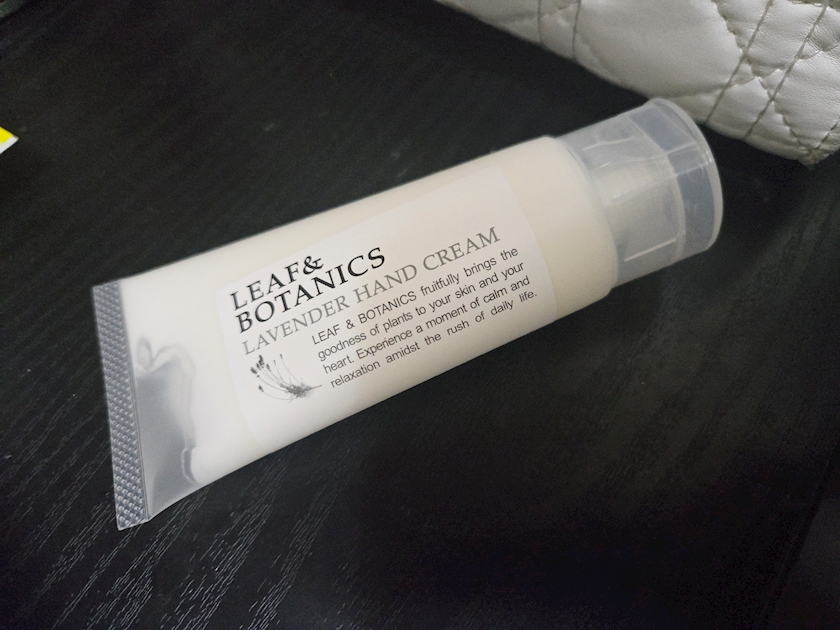 LEAF&
BOTANICS
LAVENDER HAND CREAM
LEAF & BOTANICS fruitfully brings the
goodness of plants to your skin and your
heart. Experience a moment of calm and
relaxation amidst the rush of daily life.